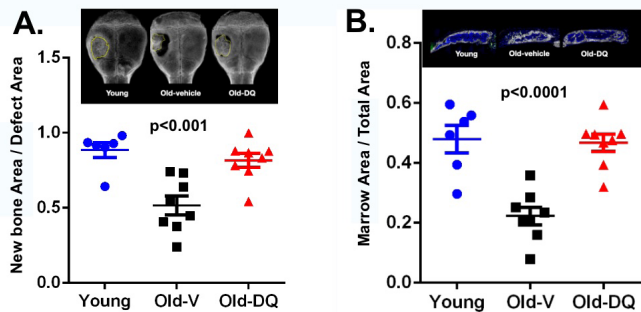 A.
Young
Old-vehicle
Old-DQ
New bone Area / Defect Area
1.5
1.0
0.5
0.0
p<0.001
Young
Old-V
Old-DQ
B.
Young
Old-vehicle
Old-DQ
Marrow Area / Total Area
0.8
0.6
0.4
0.2
0.0
p<0.0001
Young
Old-V
Old-DQ